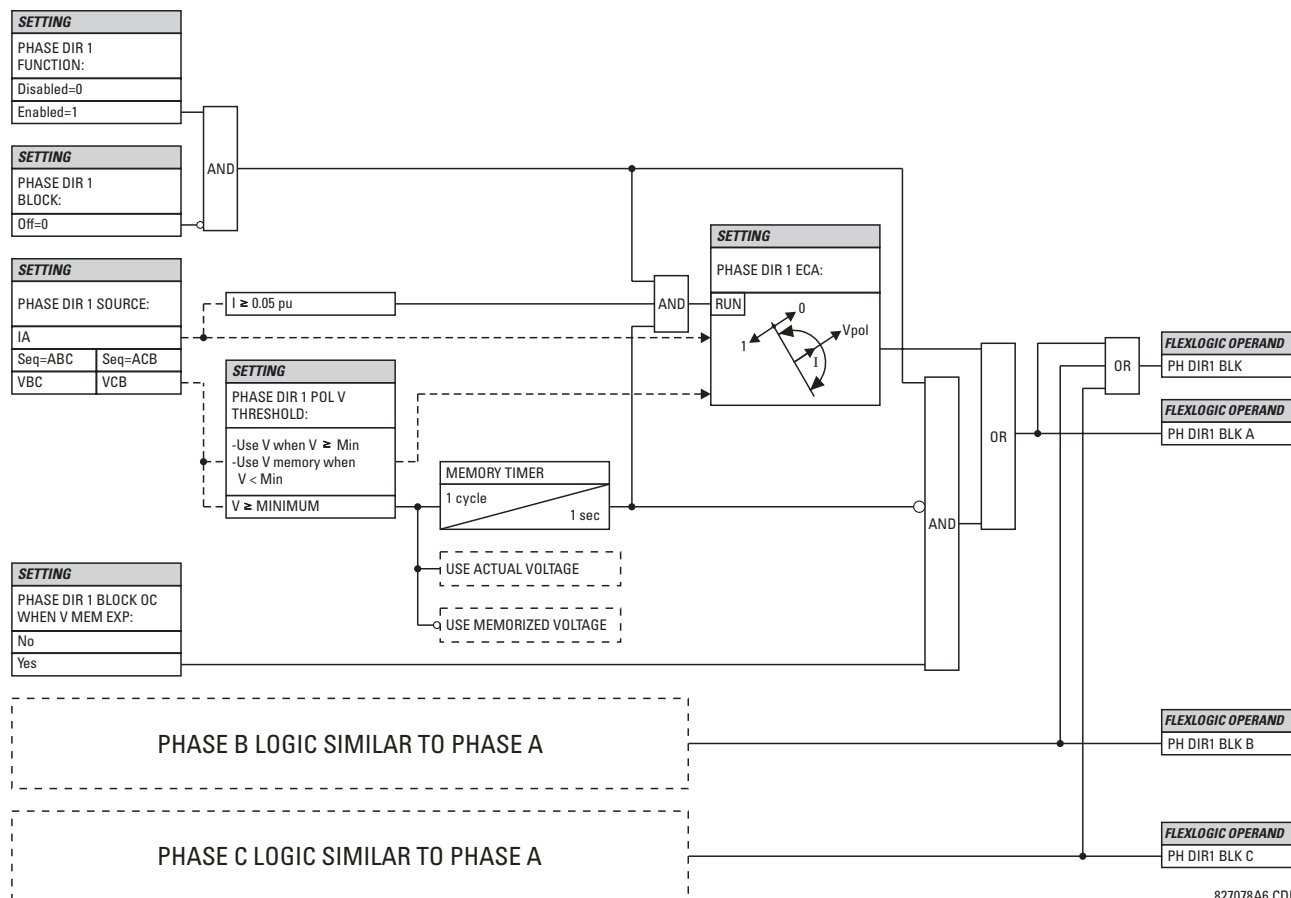 SETTING
PHASE DIR 1
FUNCTION:
Disabled=0
Enabled=1
SETTING
PHASE DIR 1
BLOCK:
Off=0
AND
SETTING
PHASE DIR 1 SOURCE:
IA
Seq=ABC
Seq=ACB
VBC
VCB
I ≥ 0.05 pu
SETTING
PHASE DIR 1 POL V
THRESHOLD:
-Use V when V ≥ Min
-Use V memory when
V < Min
V ≥ MINIMUM
MEMORY TIMER
1 cycle
1 sec
USE ACTUAL VOLTAGE
USE MEMORIZED VOLTAGE
AND
SETTING
PHASE DIR 1 ECA:
RUN
0
1
Vpol
I
SETTING
PHASE DIR 1 BLOCK OC
WHEN V MEM EXP:
No
Yes
AND
OR
OR
FLEXLOGIC OPERAND
PH DIR1 BLK
FLEXLOGIC OPERAND
PH DIR1 BLK A
PHASE B LOGIC SIMILAR TO PHASE A
FLEXLOGIC OPERAND
PH DIR1 BLK B
PHASE C LOGIC SIMILAR TO PHASE A
FLEXLOGIC OPERAND
PH DIR1 BLK C